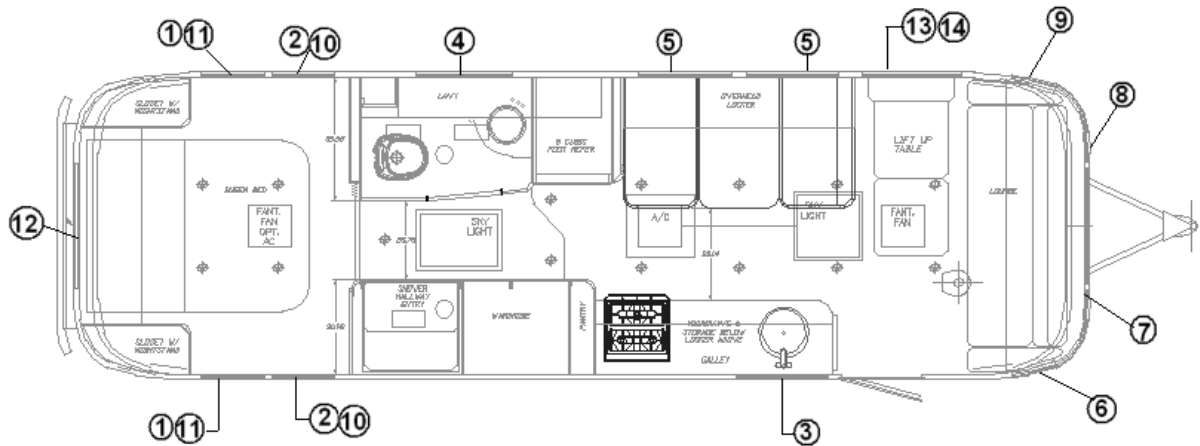 1 11
2 10
4
5
5
13 14
9
8
CLOSET W/
NIGHTSTAND
LAVY
OVERHEAD
LOCKER
LIFT UP
TABLE
LOUNGE
QUEEN BED
FANT.
FAN
OPT.
AC
SKY
LIGHT
A/C
LIGHT
FANT.
FAN
12
SHOWER
HALLWAY
ENTRY
WARDROBE
PANTRY
STORAGE BELOW
LOCKER ABOVE
GALLEY
CLOSET W/
NIGHTSTAND
7
6
1 11
2 10
3